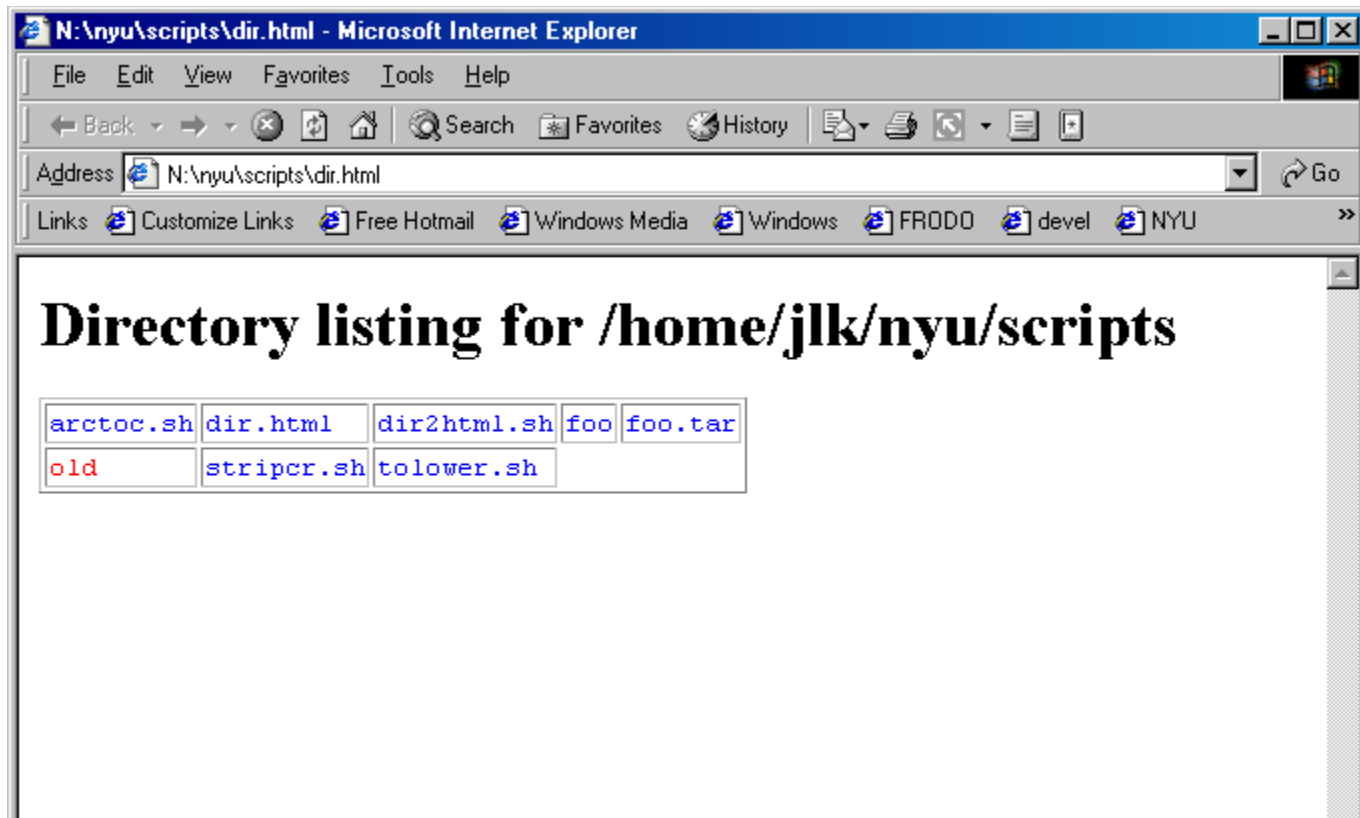 N:\nyu\scripts\dir.html - Microsoft Internet Explorer
File Edit View Favorites Tools Help
Back Search Favorites History
Address N:\nyu\scripts\dir.html Go
Links Customize Links Free Hotmail Windows Media Windows FRODO devel NYU »
Directory listing for /home/jlk/nyu/scripts
arctoc.sh dir.html dir2html.sh foo foo.tar
old stripcr.sh tolower.sh